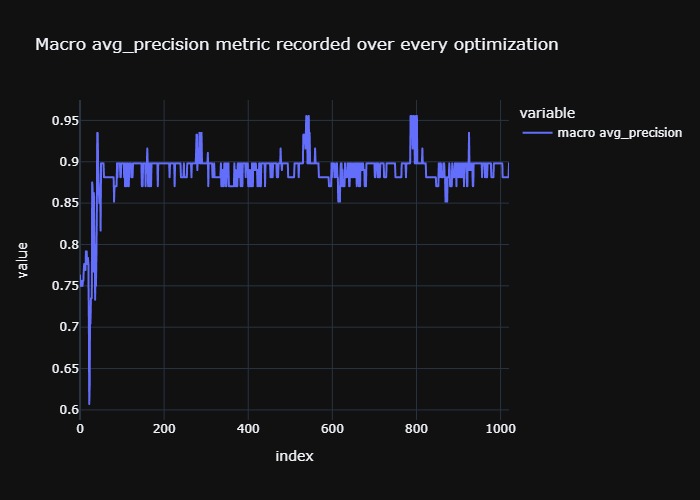 Macro avg_precision metric recorded over every optimization
variable
macro avg_precision
value
0.95
0.9
0.85
0.8
0.75
0.7
0.65
0.6
0 200 400 600 800 1000
index